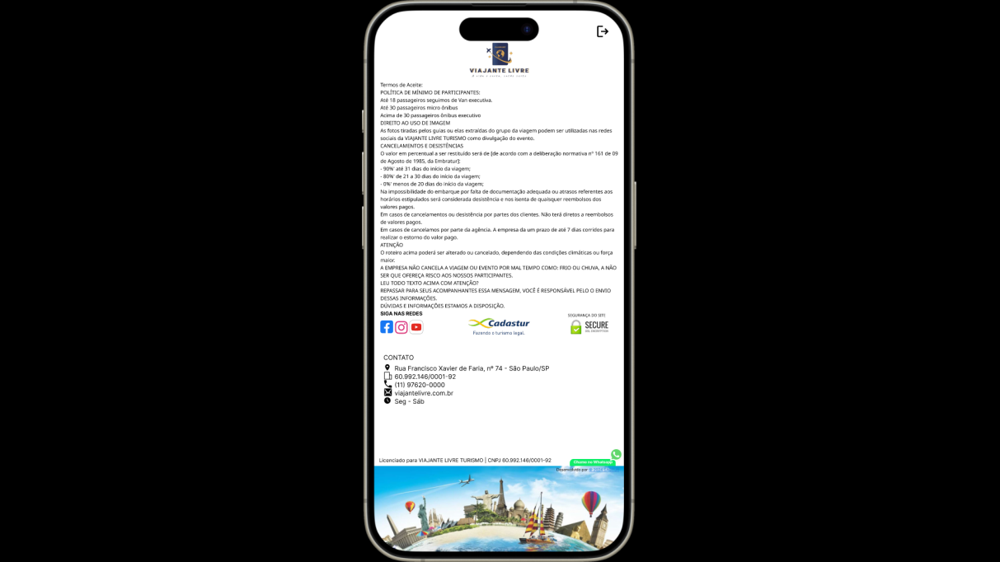 VIAJANTE LIVRE
Termos de Aceite:
POLÍTICA DE MÍNIMO DE PARTICIPANTES:
Até 18 passageiros seguimos de Van executiva.
Até 30 passageiros micro ônibus
Acima de 30 passageiros ônibus executivo
DIREITO AO USO DE IMAGEM
As fotos tiradas pelos guias ou elas extraídas do grupo da viagem podem ser utilizadas nas redes
sociais da VIAJANTE LIVRE TURISMO como divulgação do evento.
CANCELAMENTOS E DESISTÊNCIAS
O valor em percentual a ser restituído será de [de acordo com a deliberação normativa nº 161 de 09
de Agosto de 1985, da Embratur]:
- 90%' até 31 dias do início da viagem;
- 80%' de 21 a 30 dias do início da viagem;
- 0%' menos de 20 dias do início da viagem;
Na impossibilidade do embarque por falta de documentação adequada ou atrasos referentes aos
horários estipulados será considerada desistência e nos isenta de quaisquer reembolsos dos
valores pagos.
Em casos de cancelamentos ou desistência por partes dos clientes. Não terá diretos a reembolsos
de valores pagos.
Em casos de cancelamos por parte da agência. A empresa da um prazo de até 7 dias corridos para
realizar o estorno do valor pago.
ATENÇÃO
O roteiro acima poderá ser alterado ou cancelado, dependendo das condições climáticas ou força
maior.
A EMPRESA NÃO CANCELA A VIAGEM OU EVENTO POR MAL TEMPO COMO: FRIO OU CHUVA, A NÃO
SER QUE OFEREÇA RISCO AOS NOSSOS PARTICIPANTES.
LEU TODO TEXTO ACIMA COM ATENÇÃO?
REPASSAR PARA SEUS ACOMPANHANTES ESSA MENSAGEM, VOCÊ É RESPONSÁVEL PELO O ENVIO
DESSAS INFORMAÇÕES.
DÚVIDAS E INFORMAÇÕES ESTAMOS A DISPOSIÇÃO.
SIGA NAS REDES
Cadastur
Fazendo o turismo legal.
SEGURANÇA DO SITE
SECURE
SSL ENCRYPTION
CONTATO
Rua Francisco Xavier de Faria, nº 74 - São Paulo/SP
60.992.146/0001-92
(11) 97620-0000
viajantelivre.com.br
Seg - Sáb
Licenciado para VIAJANTE LIVRE TURISMO | CNPJ 60.992.146/0001-92
Chame no Whatsapp
Desenvolvido por